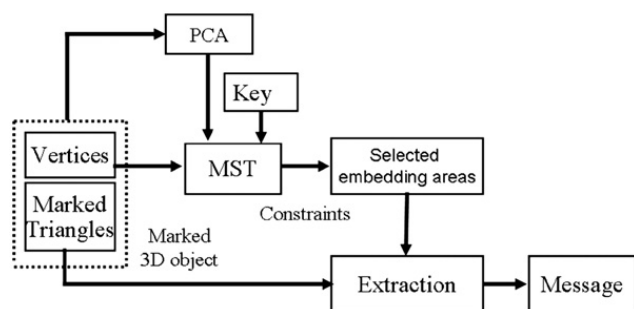 PCA
Key
Vertices
MST
Selected
embedding areas
Marked
Triangles
Constraints
Marked
3D object
Extraction
Message